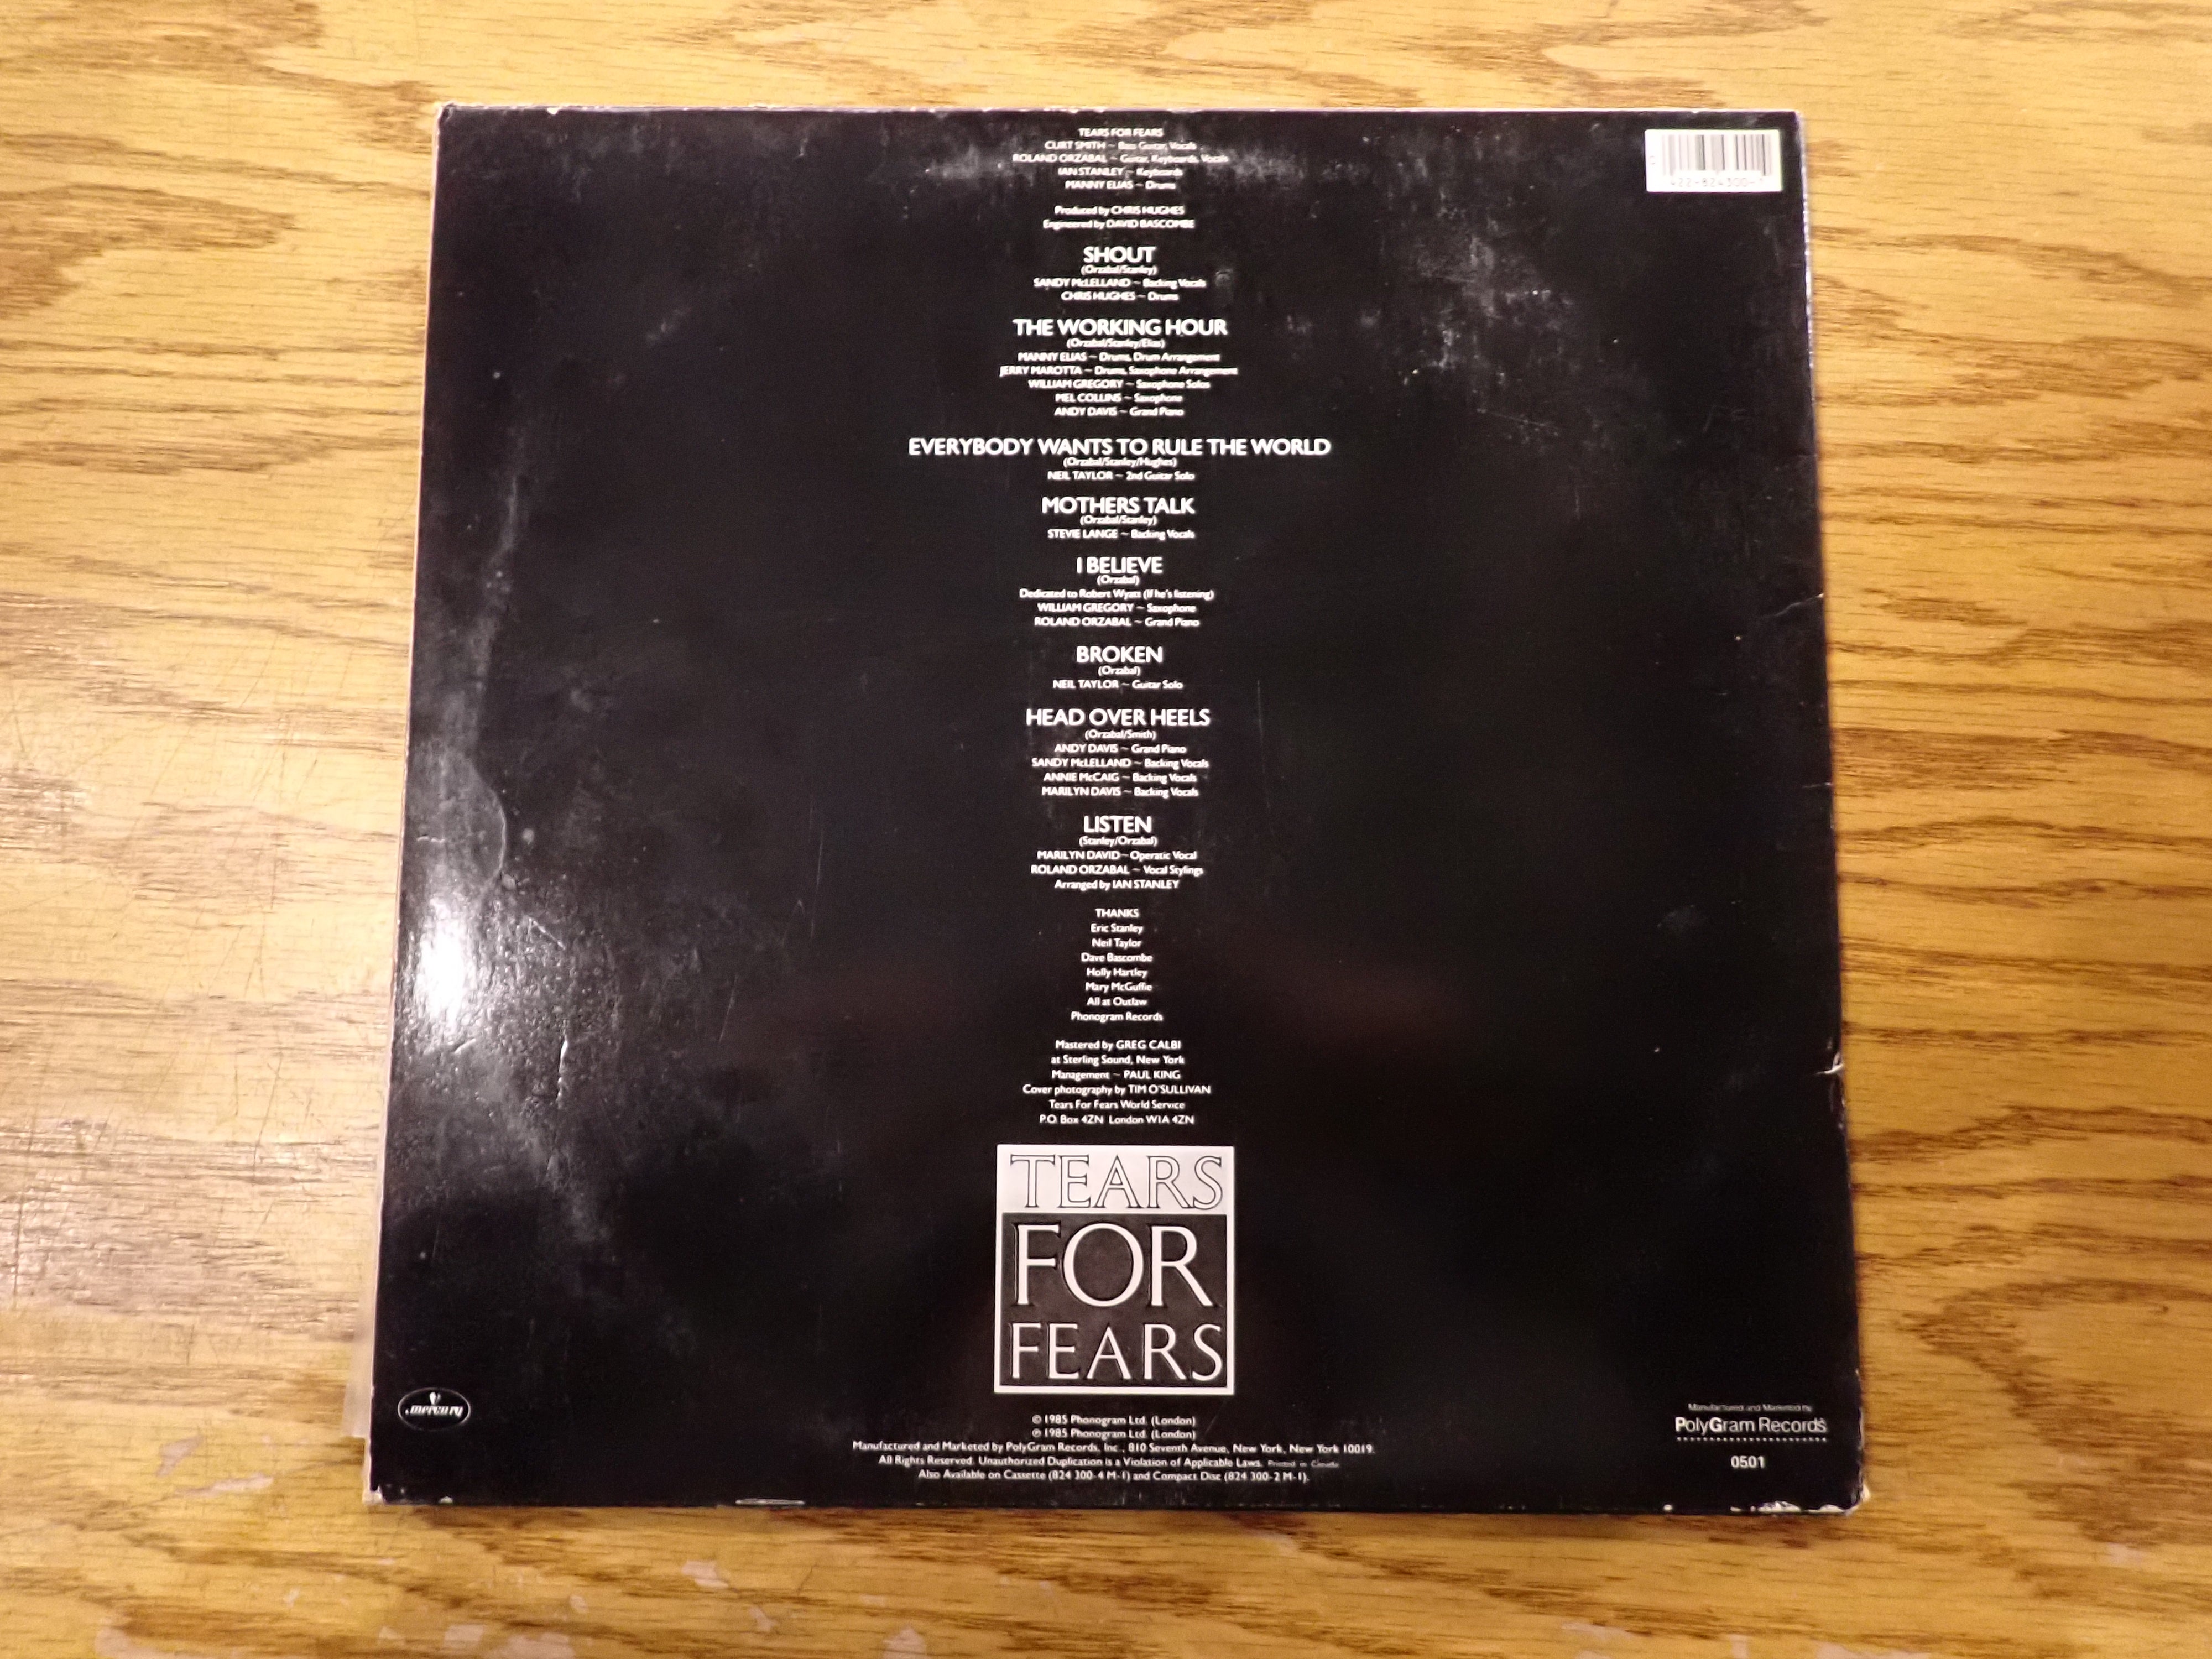 TEARS FOR FEARS
CURT SMITH ~ Bass Guitar, Vocals
ROLAND ORZABAL ~ Guitar, Keyboards, Vocals
IAN STANLEY ~ Keyboards
MANNY ELIAS ~ Drums
Produced by CHRIS HUGHES
Engineered by DAVID BASCOMBE
SHOUT
(Orzabal/Stanley)
SANDY McLELLAND ~ Backing Vocals
CHRIS HUGHES ~ Drums
THE WORKING HOUR
(Orzabal/Stanley/Elias)
MANNY ELIAS ~ Drums, Drum Arrangement
JERRY MAROTTA ~ Drums, Saxophone Arrangement
WILLIAM GREGORY ~ Saxophone Solos
MEL COLLINS ~ Saxophone
ANDY DAVIS ~ Grand Piano
EVERYBODY WANTS TO RULE THE WORLD
(Orzabal/Stanley/Hughes)
NEIL TAYLOR ~ 2nd Guitar Solo
MOTHERS TALK
(Orzabal/Stanley)
STEVIE LANGE ~ Backing Vocals
I BELIEVE
(Orzabal)
Dedicated to Robert Wyatt (If he's listening)
WILLIAM GREGORY ~ Saxophone
ROLAND ORZABAL ~ Grand Piano
BROKEN
(Orzabal)
NEIL TAYLOR ~ Guitar Solo
HEAD OVER HEELS
(Orzabal/Smith)
ANDY DAVIS ~ Grand Piano
SANDY McLELLAND ~ Backing Vocals
ANNIE McCAIG ~ Backing Vocals
MARILYN DAVIS ~ Backing Vocals
LISTEN
(Stanley/Orzabal)
MARILYN DAVID ~ Operatic Vocal
ROLAND ORZABAL ~ Vocal Stylings
Arranged by IAN STANLEY
THANKS
Eric Stanley
Neil Taylor
Dave Bascombe
Holly Hartley
Mary McGuffie
All at Outlaw
Phonogram Records
Mastered by GREG CALBI
at Sterling Sound, New York
Management ~ PAUL KING
Cover photography by TIM O'SULLIVAN
Tears For Fears World Service
P.O. Box 4ZN London W1A 4ZN
TEARS
FOR
FEARS
mercury
℗ 1985 Phonogram Ltd. (London)
© 1985 Phonogram Ltd. (London)
Manufactured and Marketed by PolyGram Records, Inc., 810 Seventh Avenue, New York, New York 10019.
All Rights Reserved. Unauthorized Duplication is a Violation of Applicable Laws. Printed in Canada
Also Available on Cassette (824 300-4 M-1) and Compact Disc (824 300-2 M-1).
Manufactured and Marketed by
PolyGram Records
0501